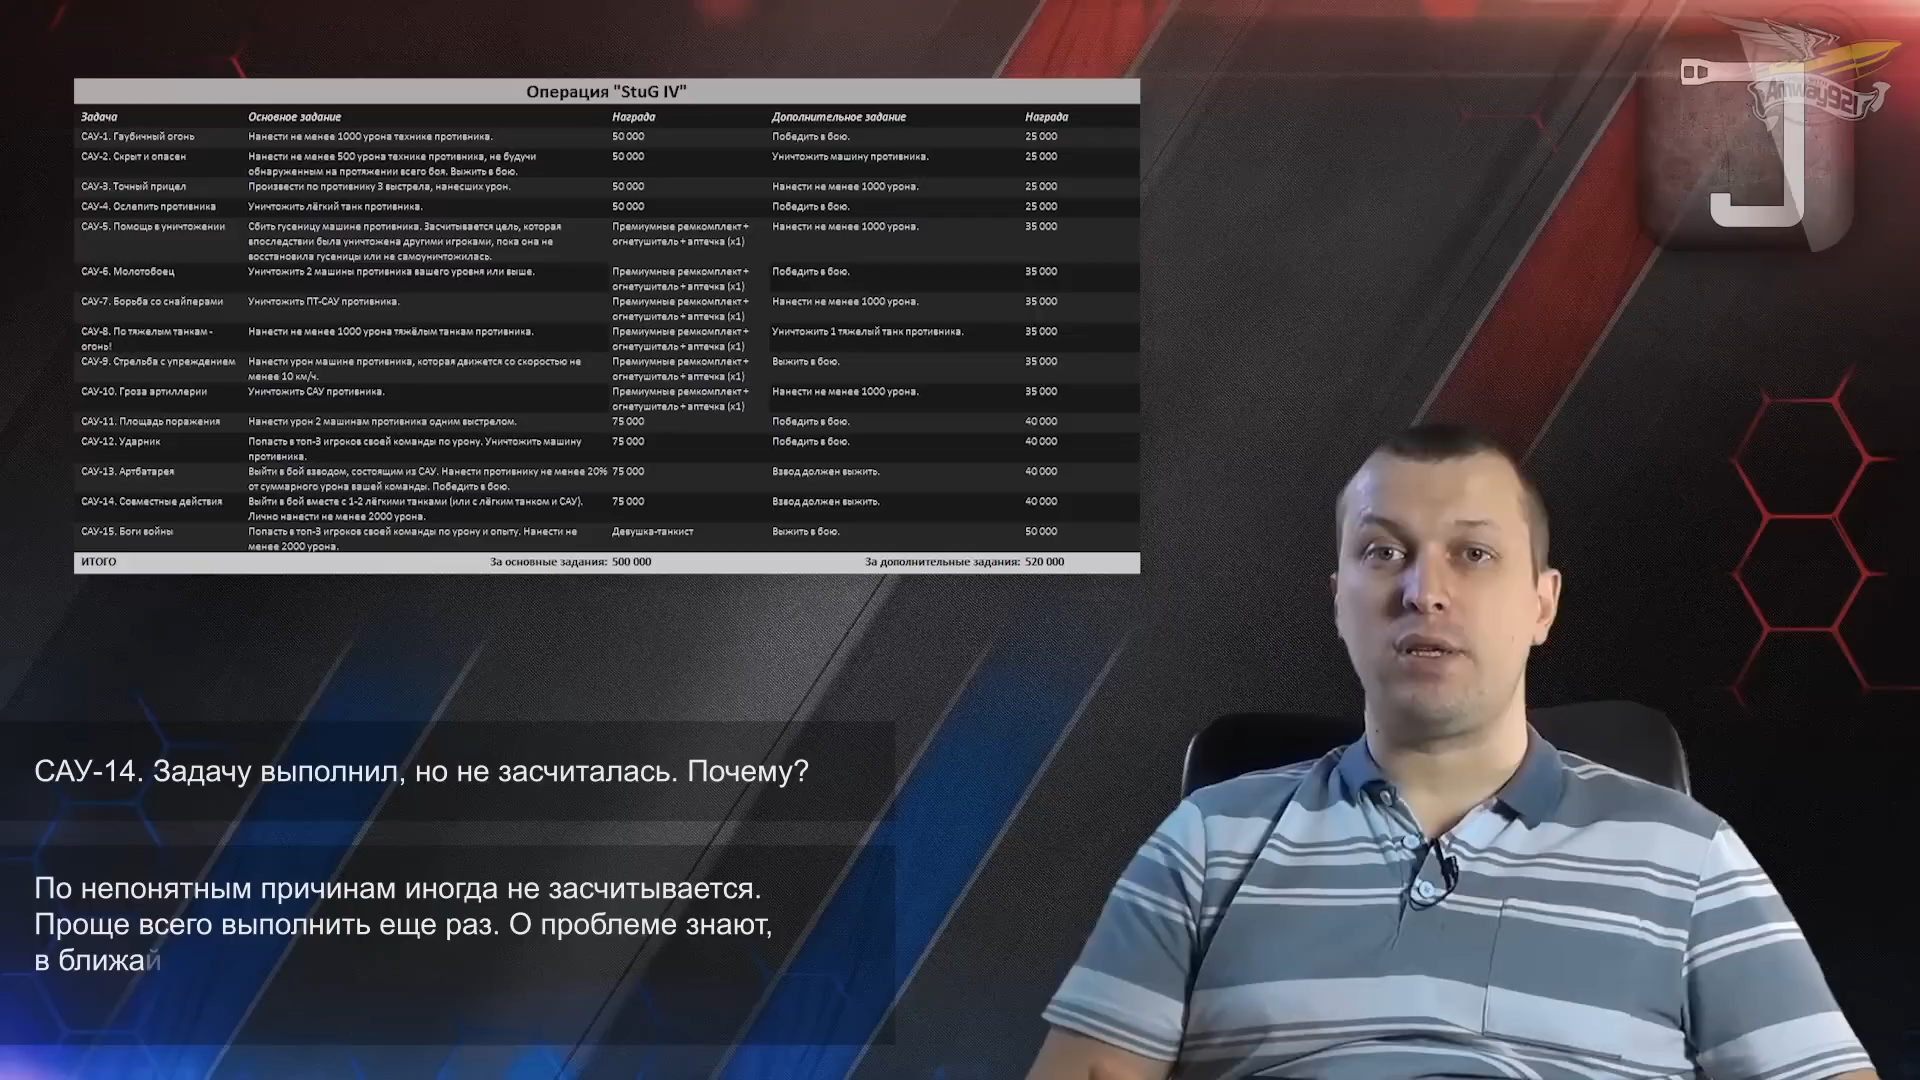 Операция "StuG IV"
Задача Основное задание Награда Дополнительное задание Награда
САУ-1. Гаубичный огонь Нанести не менее 1000 урона технике противника. 50 000 Победить в бою. 25 000
САУ-2. Скрыт и опасен Нанести не менее 500 урона технике противника, не будучи 50 000 Уничтожить машину противника. 25 000
обнаруженным на протяжении всего боя. Выжить в бою.
САУ-3. Точный прицел Произвести по противнику 3 выстрела, нанесших урон. 50 000 Нанести не менее 1000 урона. 25 000
САУ-4. Ослепить противника Уничтожить лёгкий танк противника. 50 000 Победить в бою. 25 000
САУ-5. Помощь в уничтожении Сбить гусеницу машине противника. Засчитывается цель, которая Премиумные ремкомплект + Нанести не менее 1000 урона. 35 000
впоследствии была уничтожена другими игроками, пока она не огнетушитель + аптечка (x1)
восстановила гусеницы или не самоуничтожилась.
САУ-6. Молотобоец Уничтожить 2 машины противника вашего уровня или выше. Премиумные ремкомплект + Победить в бою. 35 000
огнетушитель + аптечка (x1)
САУ-7. Борьба со снайперами Уничтожить ПТ-САУ противника. Премиумные ремкомплект + Нанести не менее 1000 урона. 35 000
огнетушитель + аптечка (x1)
САУ-8. По тяжелым танкам - Нанести не менее 1000 урона тяжёлым танкам противника. Премиумные ремкомплект + Уничтожить 1 тяжелый танк противника. 35 000
огонь! огнетушитель + аптечка (x1)
САУ-9. Стрельба с упреждением Нанести урон машине противника, которая движется со скоростью не Премиумные ремкомплект + Выжить в бою. 35 000
менее 10 км/ч. огнетушитель + аптечка (x1)
САУ-10. Гроза артиллерии Уничтожить САУ противника. Премиумные ремкомплект + Нанести не менее 1000 урона. 35 000
огнетушитель + аптечка (x1)
САУ-11. Площадь поражения Нанести урон 2 машинам противника одним выстрелом. 75 000 Победить в бою. 40 000
САУ-12. Ударник Попасть в топ-3 игроков своей команды по урону. Уничтожить машину 75 000 Победить в бою. 40 000
противника.
САУ-13. Артбатарея Выйти в бой взводом, состоящим из САУ. Нанести противнику не менее 20% 75 000 Взвод должен выжить. 40 000
от суммарного урона вашей команды. Победить в бою.
САУ-14. Совместные действия Выйти в бой вместе с 1-2 лёгкими танками (или с лёгким танком и САУ). 75 000 Взвод должен выжить. 40 000
Лично нанести не менее 2000 урона.
САУ-15. Боги войны Попасть в топ-3 игроков своей команды по урону и опыту. Нанести не Девушка-танкист Выжить в бою. 50 000
менее 2000 урона.
ИТОГО За основные задания: 500 000 За дополнительные задания: 520 000
Amway921
САУ-14. Задачу выполнил, но не засчиталась. Почему?
По непонятным причинам иногда не засчитывается.
Проще всего выполнить еще раз. О проблеме знают,
в ближай